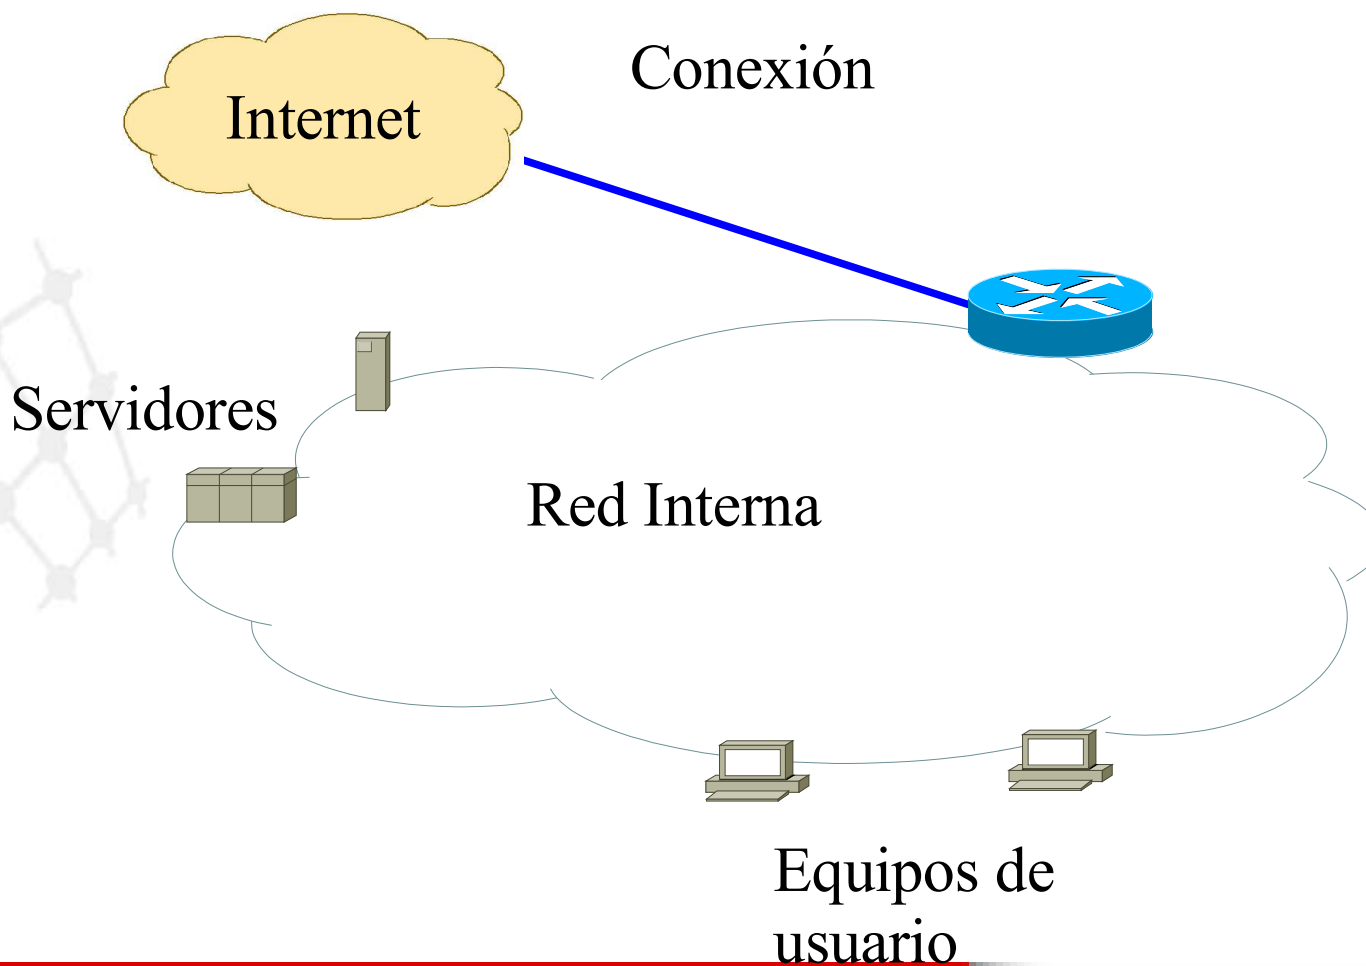 Conexión
Internet
Servidores
Red Interna
Equipos de
usuario